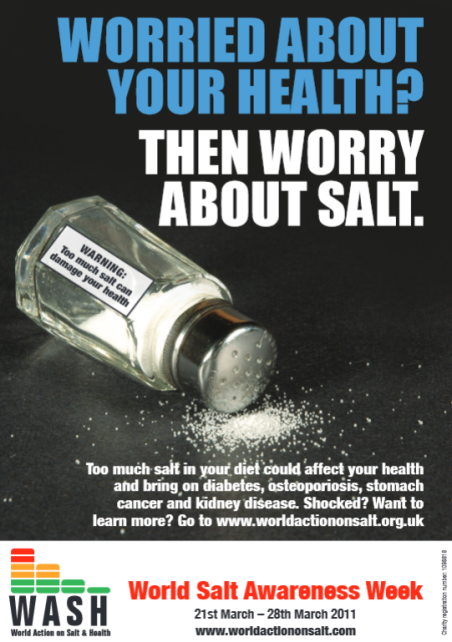 WORRIED ABOUT
YOUR HEALTH?
THEN WORRY
ABOUT SALT.
WARNING:
Too much salt can
damage your health
Too much salt in your diet could affect your health
and bring on diabetes, osteoporiosis, stomach
cancer and kidney disease. Shocked? Want to
learn more? Go to www.worldactiononsalt.org.uk
WASH
World Action on Salt & Health
World Salt Awareness Week
21st March – 28th March 2011
www.worldactiononsalt.com
Charity registration number: 1098818